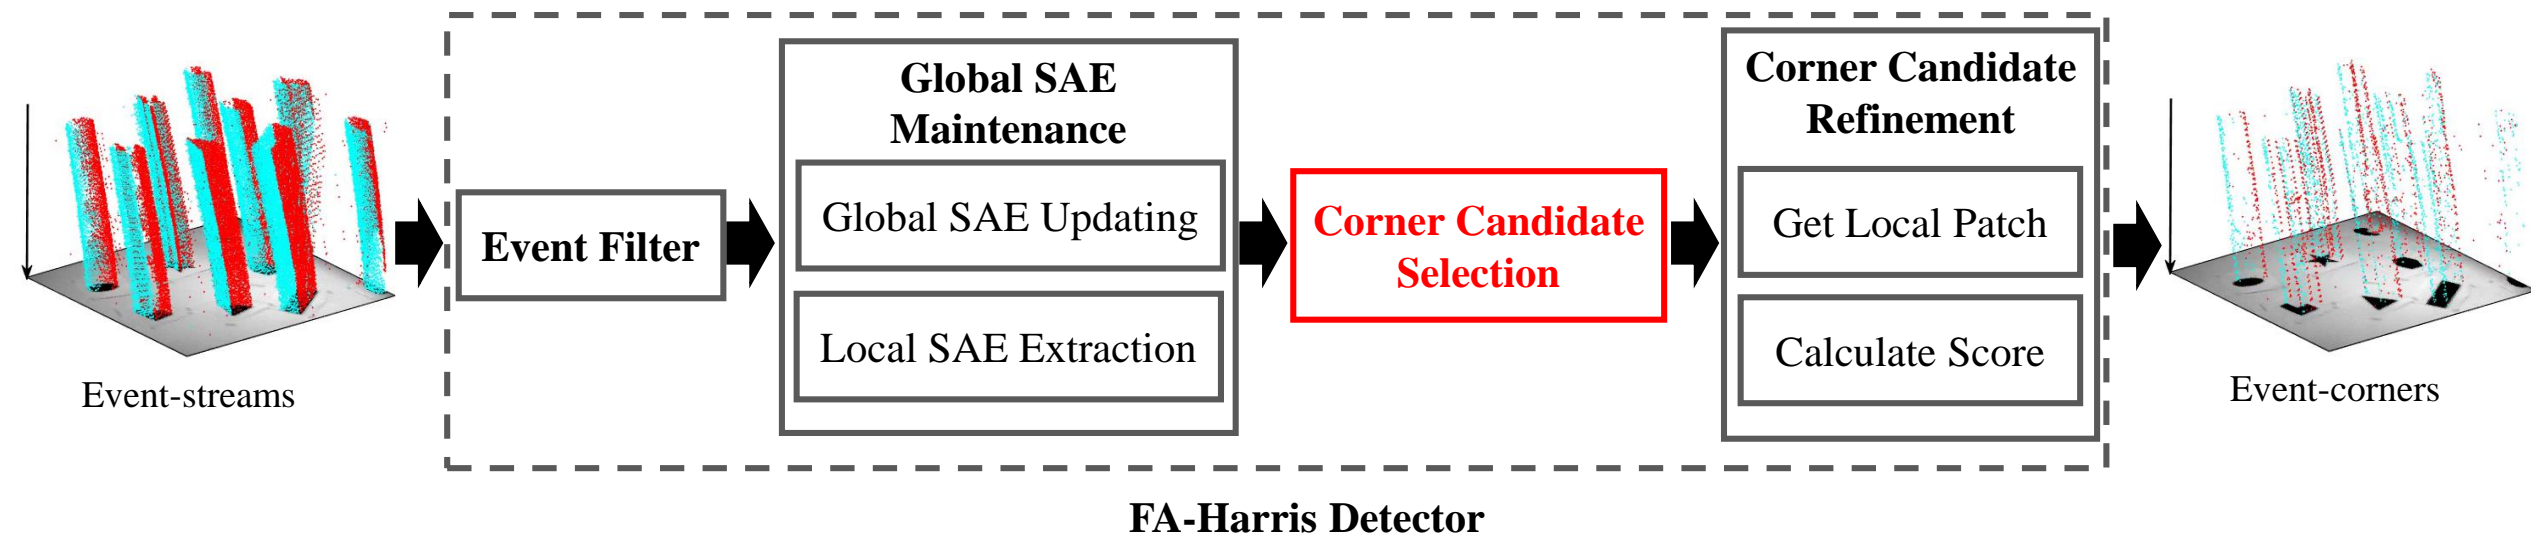 Event-streams
Event Filter
Global SAE
Maintenance
Global SAE Updating
Local SAE Extraction
Corner Candidate
Selection
Corner Candidate
Refinement
Get Local Patch
Calculate Score
Event-corners
FA-Harris Detector